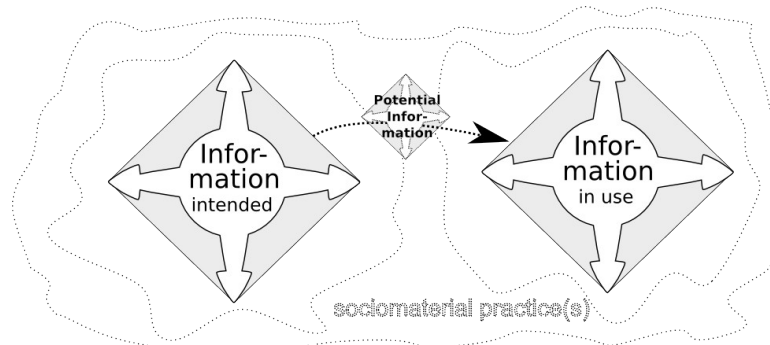 Infor-
mation
intended
Potential
Infor-
mation
Infor-
mation
in use
sociomaterial practice(s)